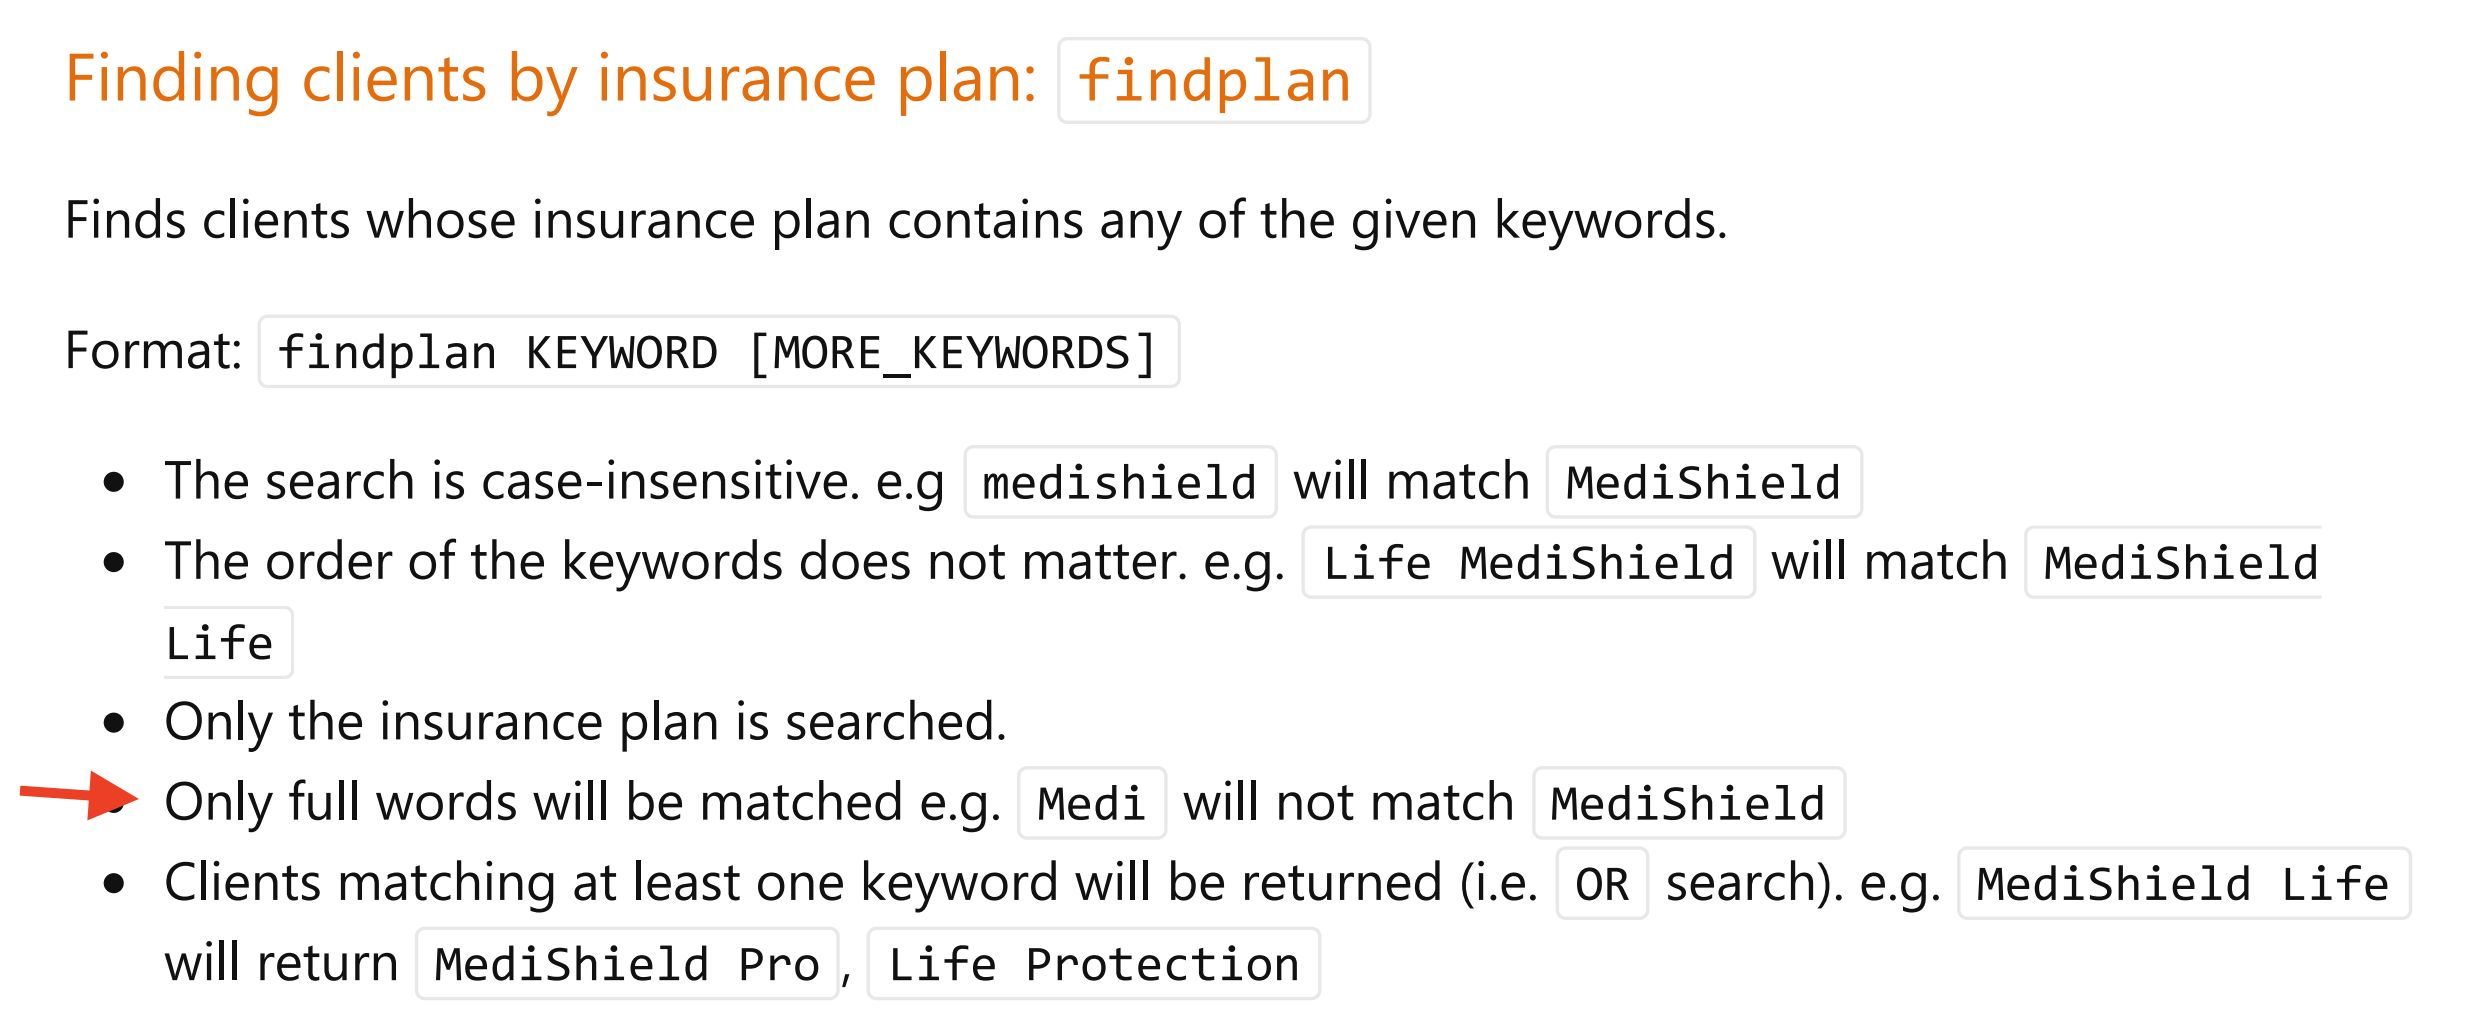 Finding clients by insurance plan: findplan
Finds clients whose insurance plan contains any of the given keywords.
Format: findplan KEYWORD [MORE_KEYWORDS]
• The search is case-insensitive. e.g medishield will match MediShield
• The order of the keywords does not matter. e.g. Life MediShield will match MediShield
Life
• Only the insurance plan is searched.
• Only full words will be matched e.g. Medi will not match MediShield
• Clients matching at least one keyword will be returned (i.e. OR search). e.g. MediShield Life
will return MediShield Pro, Life Protection